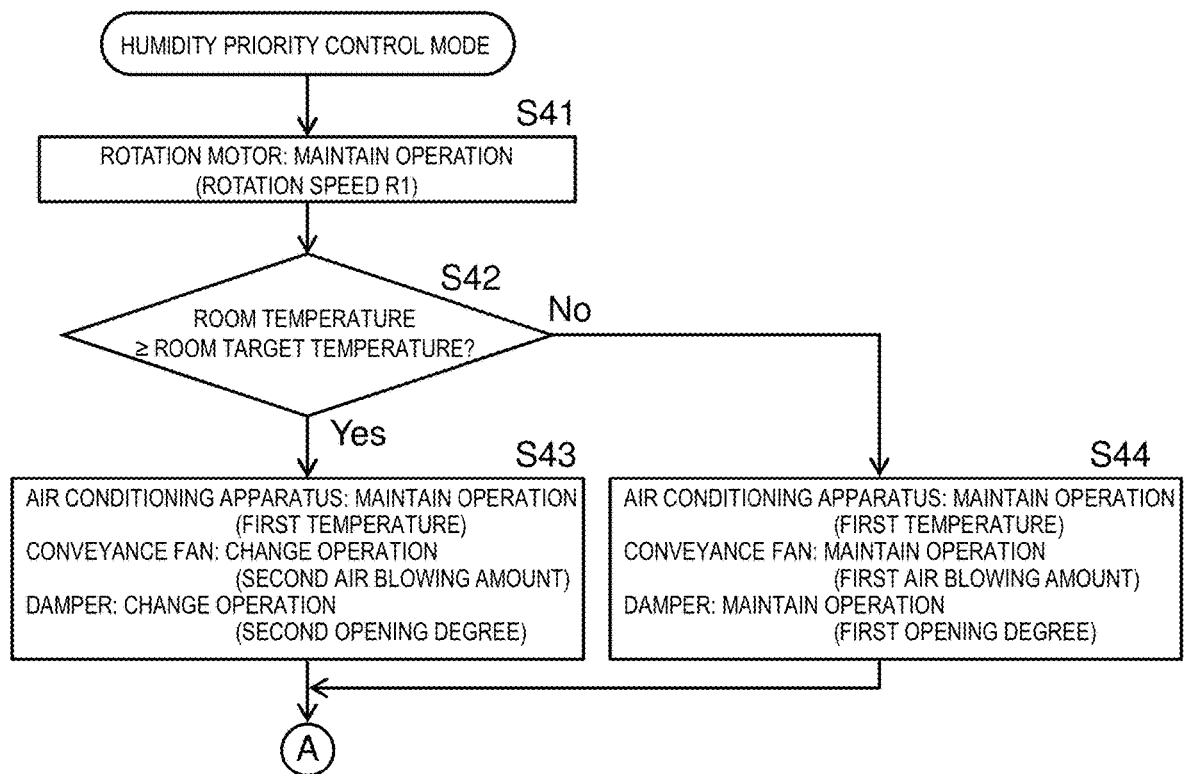 HUMIDITY PRIORITY CONTROL MODE
S41
ROTATION MOTOR: MAINTAIN OPERATION
(ROTATION SPEED R1)
S42
ROOM TEMPERATURE
≥ ROOM TARGET TEMPERATURE?
No
Yes
S43
AIR CONDITIONING APPARATUS: MAINTAIN OPERATION
(FIRST TEMPERATURE)
CONVEYANCE FAN: CHANGE OPERATION
(SECOND AIR BLOWING AMOUNT)
DAMPER: CHANGE OPERATION
(SECOND OPENING DEGREE)
S44
AIR CONDITIONING APPARATUS: MAINTAIN OPERATION
(FIRST TEMPERATURE)
CONVEYANCE FAN: MAINTAIN OPERATION
(FIRST AIR BLOWING AMOUNT)
DAMPER: MAINTAIN OPERATION
(FIRST OPENING DEGREE)
A